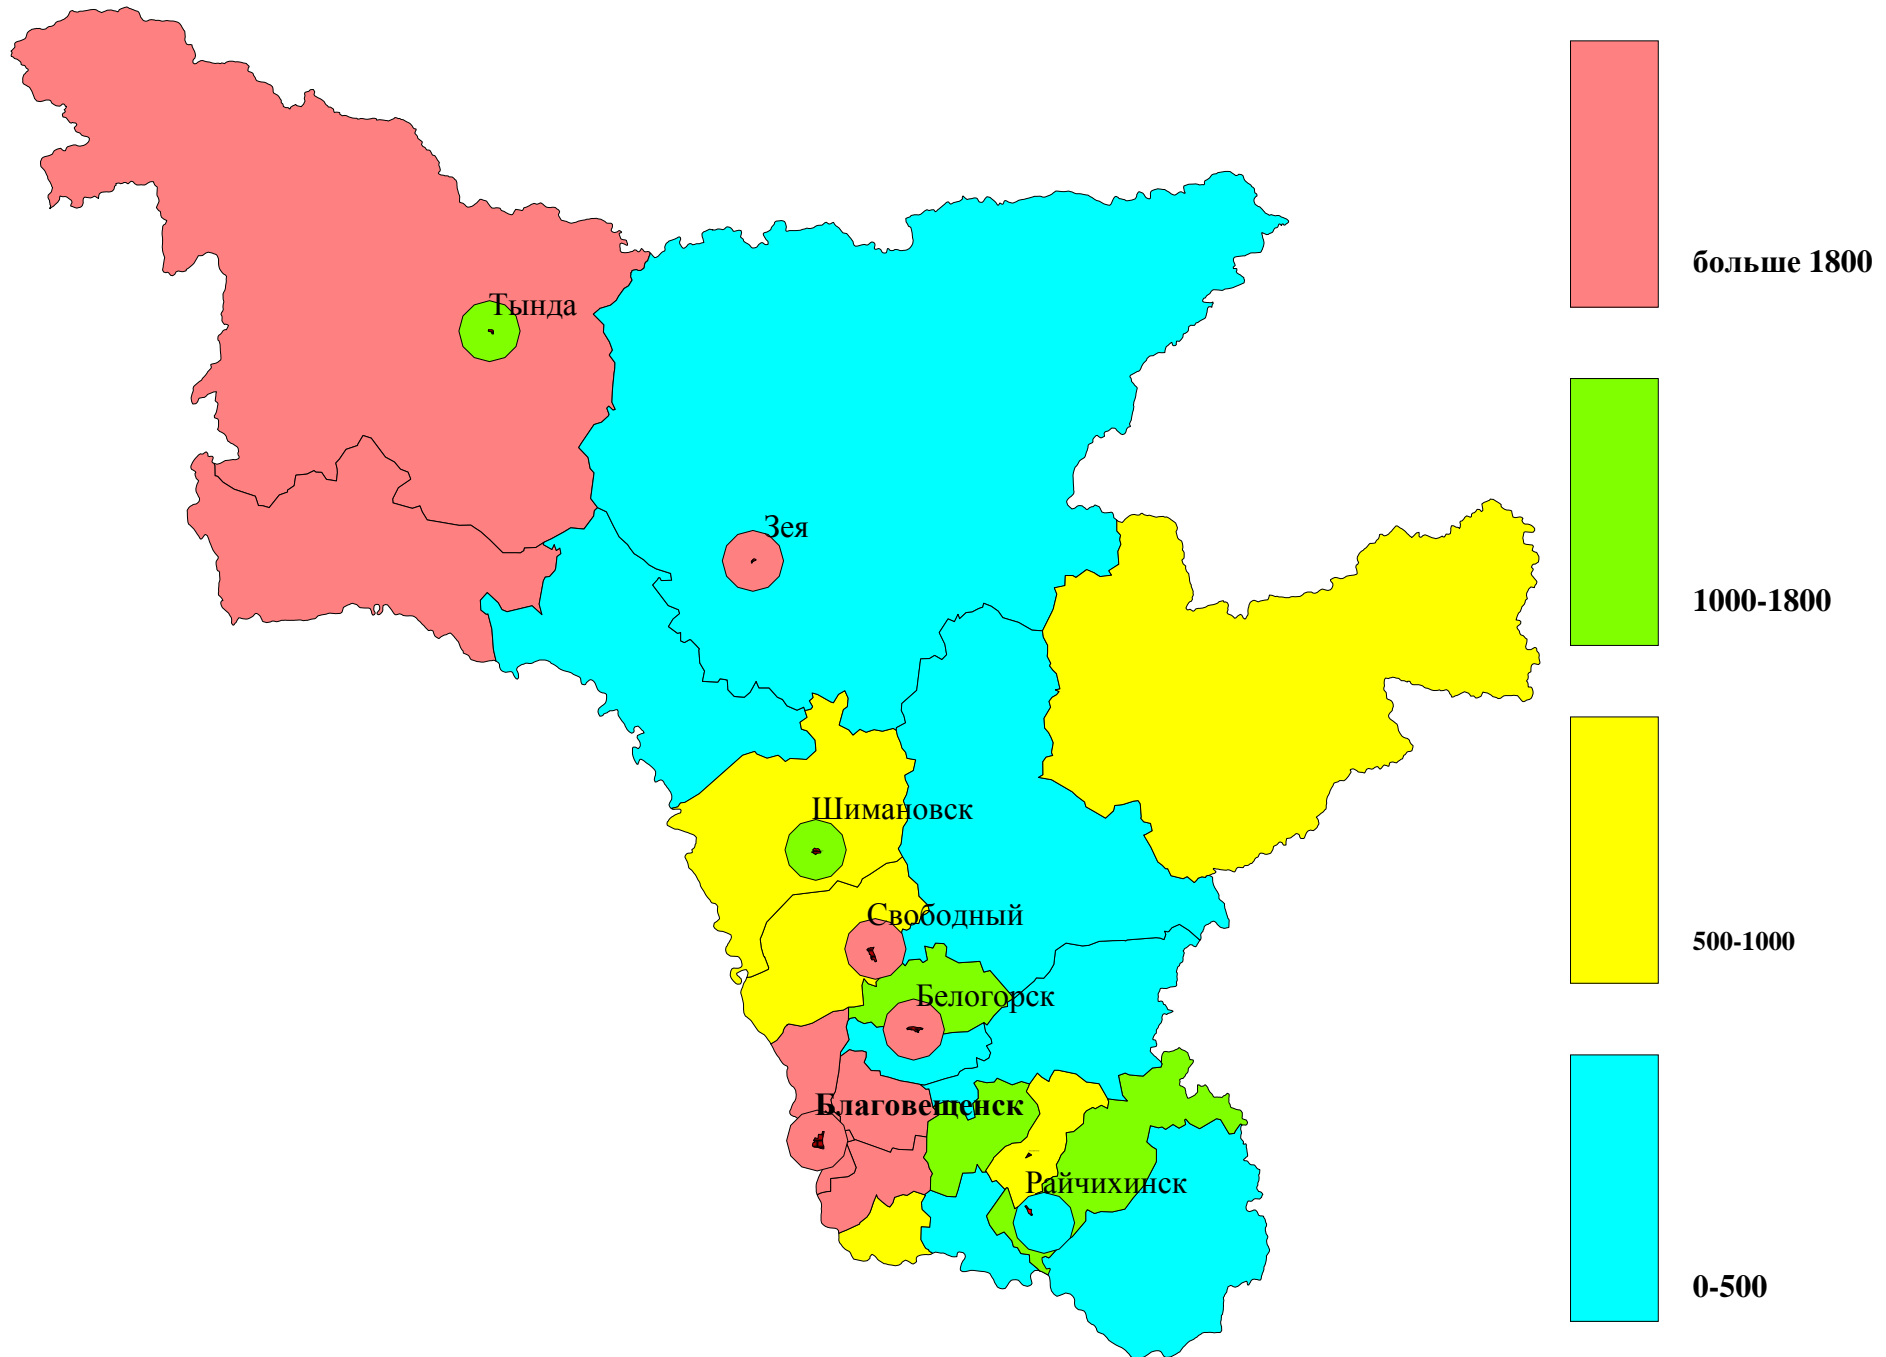 больше 1800
Тында
Зея
1000-1800
Шимановск
Свободный
500-1000
Белогорск
Благовещенск
Райчихинск
0-500